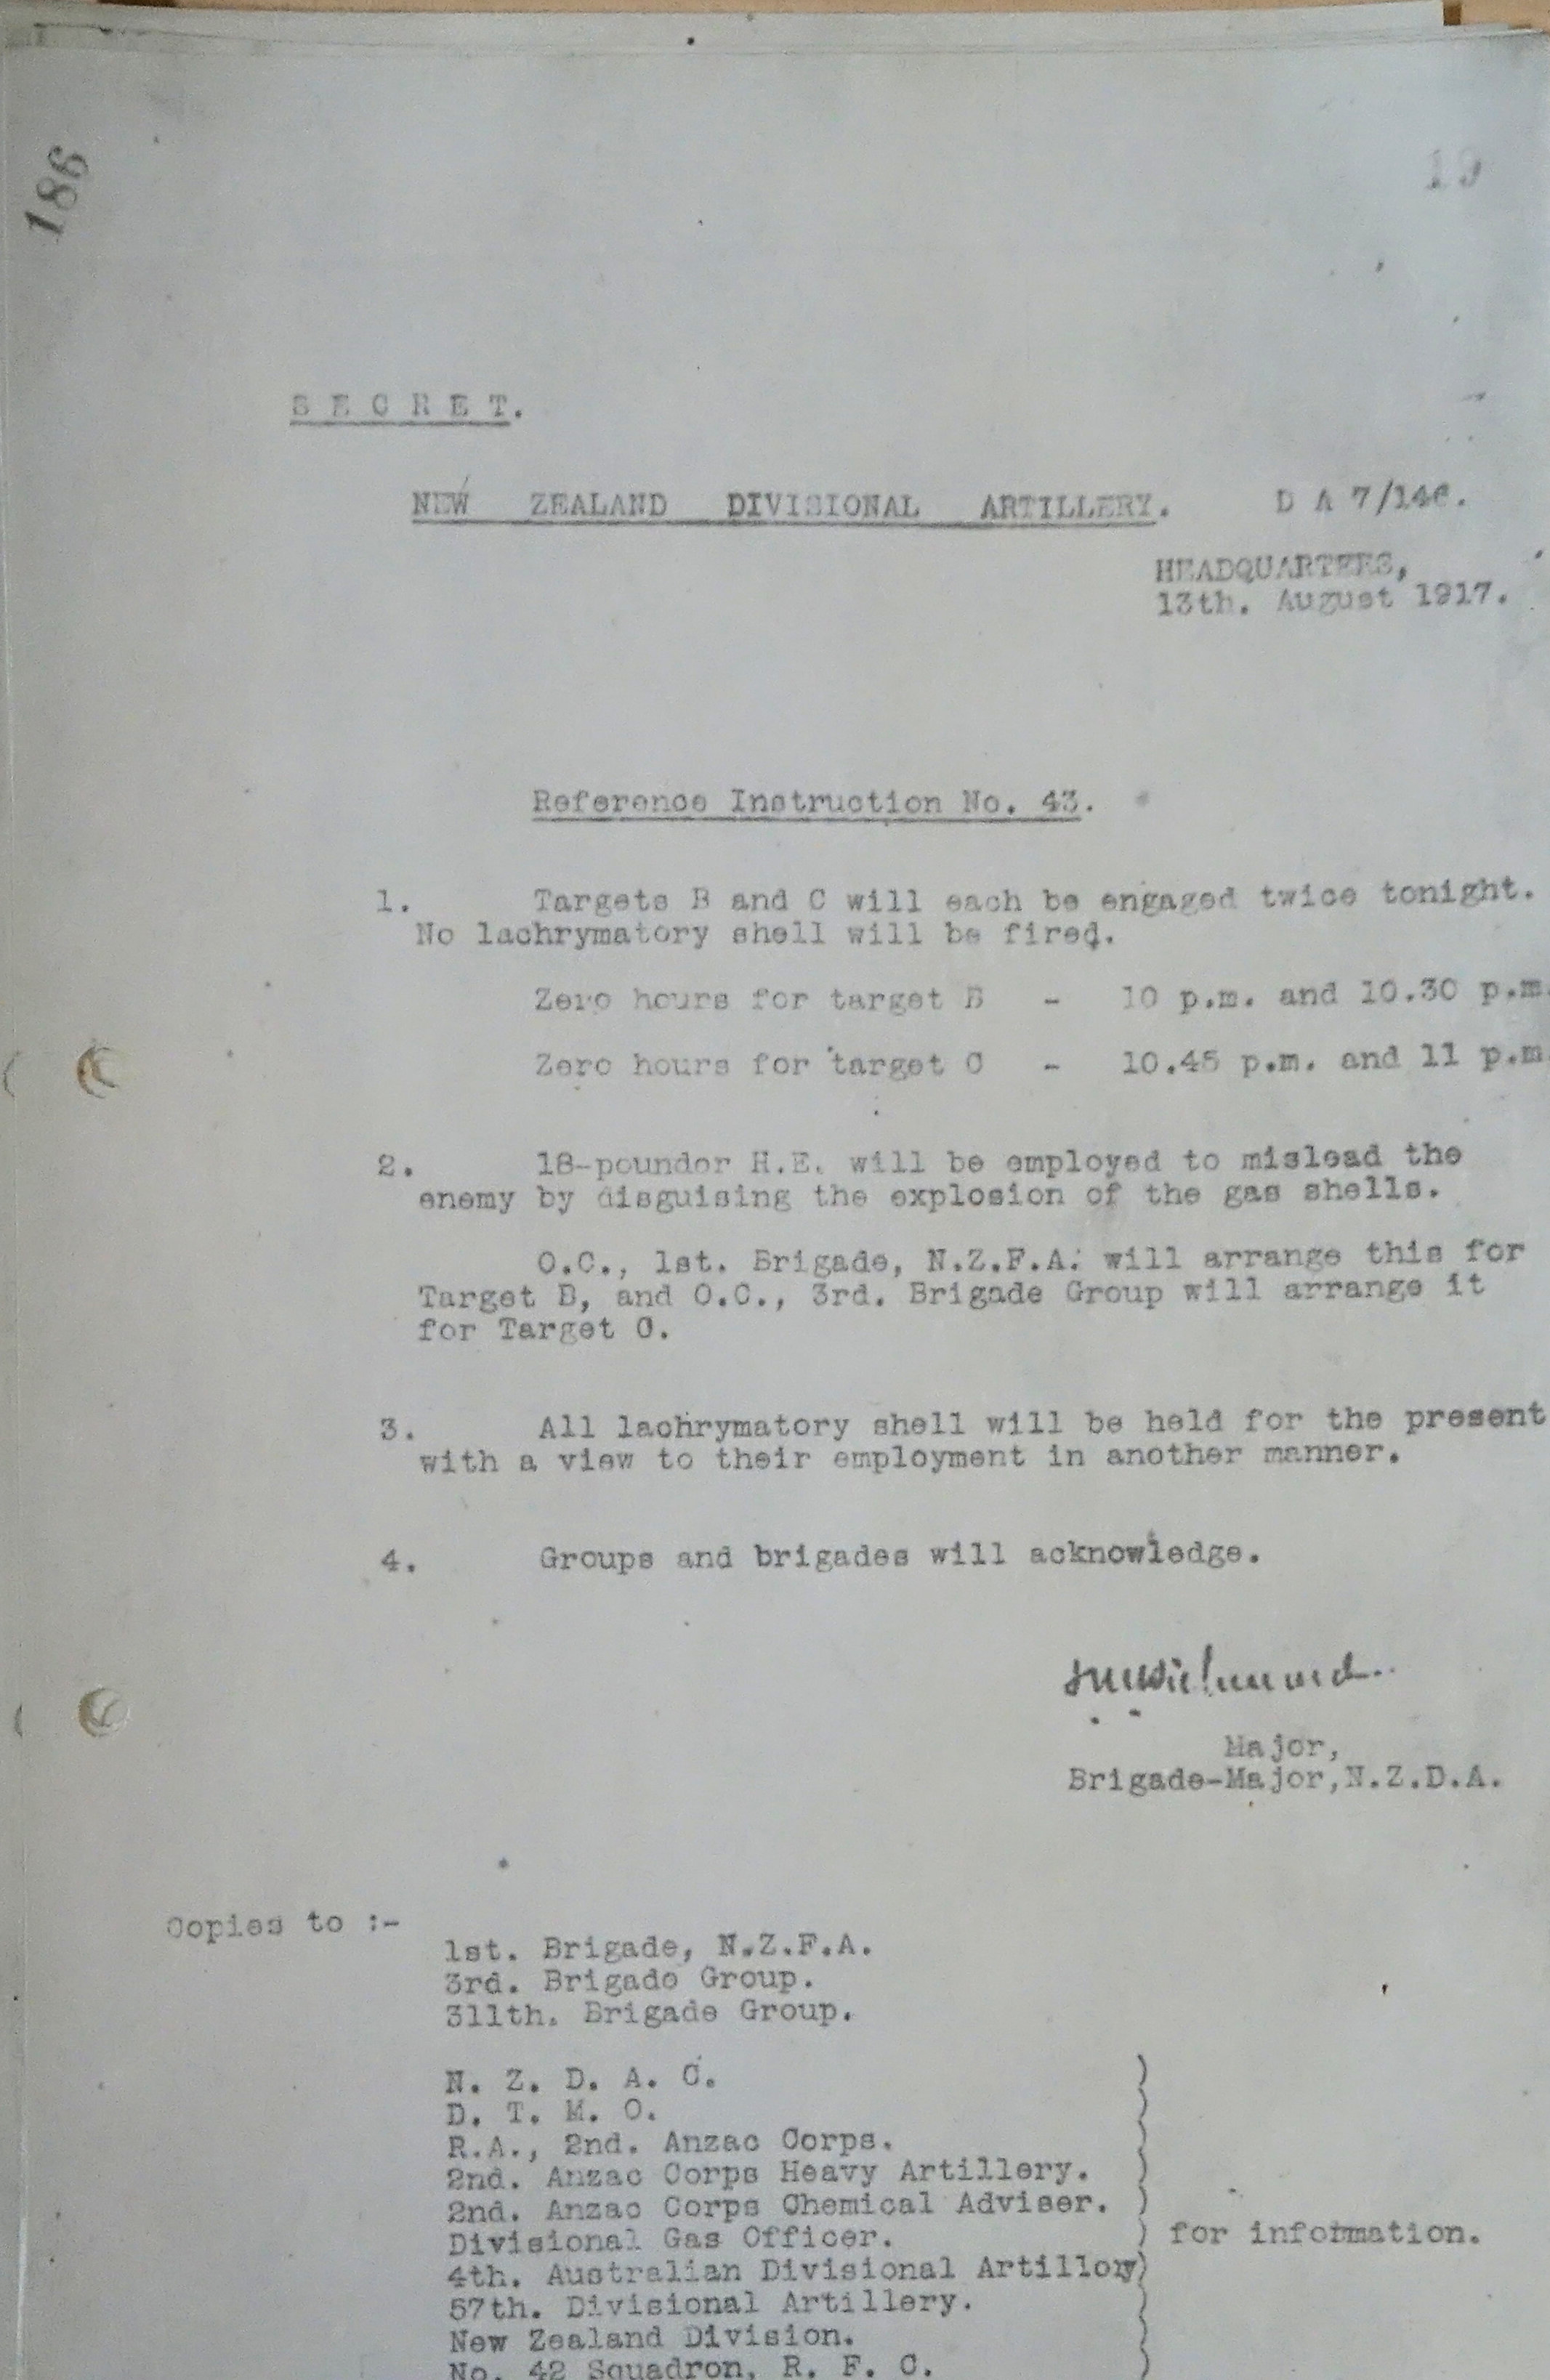 186
19
S E C R E T.
NEW ZEALAND DIVISIONAL ARTILLERY. D A 7/146.
HEADQUARTERS,
13th. August 1917.
Reference Instruction No. 43.
1. Targets B and C will each be engaged twice tonight.
No lachrymatory shell will be fired.
Zero hours for target B - 10 p.m. and 10.30 p.m.
Zero hours for target C - 10.45 p.m. and 11 p.m
2. 18-pounder H.E. will be employed to mislead the
enemy by disguising the explosion of the gas shells.
O.C., 1st. Brigade, N.Z.F.A. will arrange this for
Target B, and O.C., 3rd. Brigade Group will arrange it
for Target C.
3. All lachrymatory shell will be held for the present
with a view to their employment in another manner.
4. Groups and brigades will acknowledge.
Major,
Brigade-Major, N.Z.D.A.
Copies to :-
1st. Brigade, N.Z.F.A.
3rd. Brigade Group.
311th. Brigade Group.
N. Z. D. A. C. )
D. T. M. O. )
R.A., 2nd. Anzac Corps. )
2nd. Anzac Corps Heavy Artillery. )
2nd. Anzac Corps Chemical Adviser. )
Divisional Gas Officer. ) for information.
4th. Australian Divisional Artillery)
57th. Divisional Artillery. )
New Zealand Division. )
No. 42 Squadron, R. F. C. )